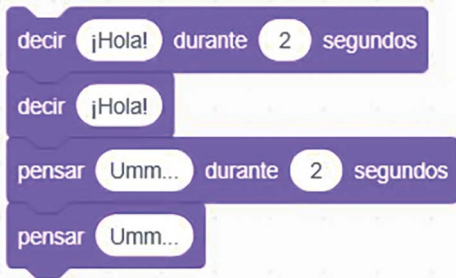 decir ¡Hola! durante 2 segundos
decir ¡Hola!
pensar Umm... durante 2 segundos
pensar Umm...